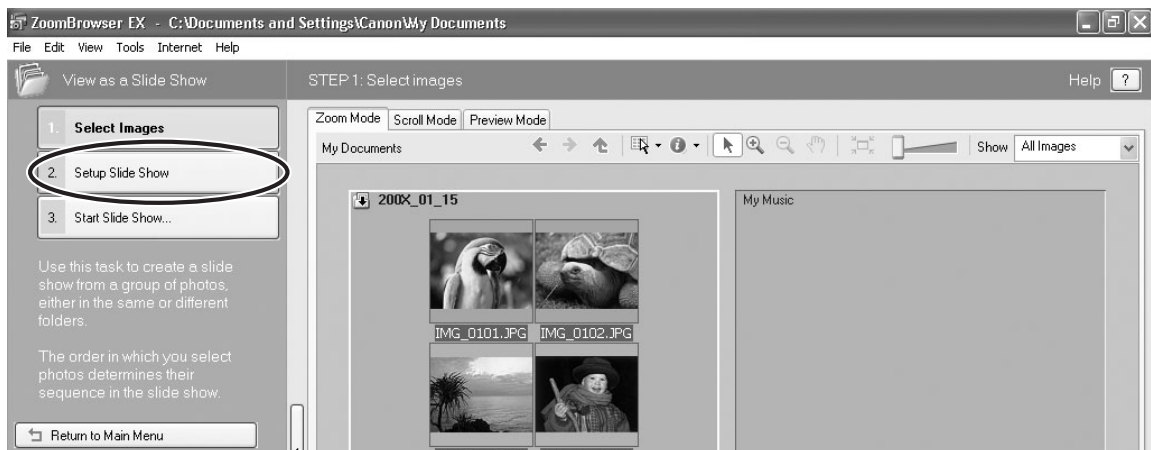 ZoomBrowser EX - C:\Documents and Settings\Canon\My Documents
File Edit View Tools Internet Help
View as a Slide Show
STEP 1: Select images
Help ?
1. Select Images
2. Setup Slide Show
3. Start Slide Show...
Use this task to create a slide
show from a group of photos,
either in the same or different
folders.
The order in which you select
photos determines their
sequence in the slide show.
Return to Main Menu
Zoom Mode Scroll Mode Preview Mode
My Documents
Show All Images
200X_01_15
IMG_0101.JPG IMG_0102.JPG
My Music